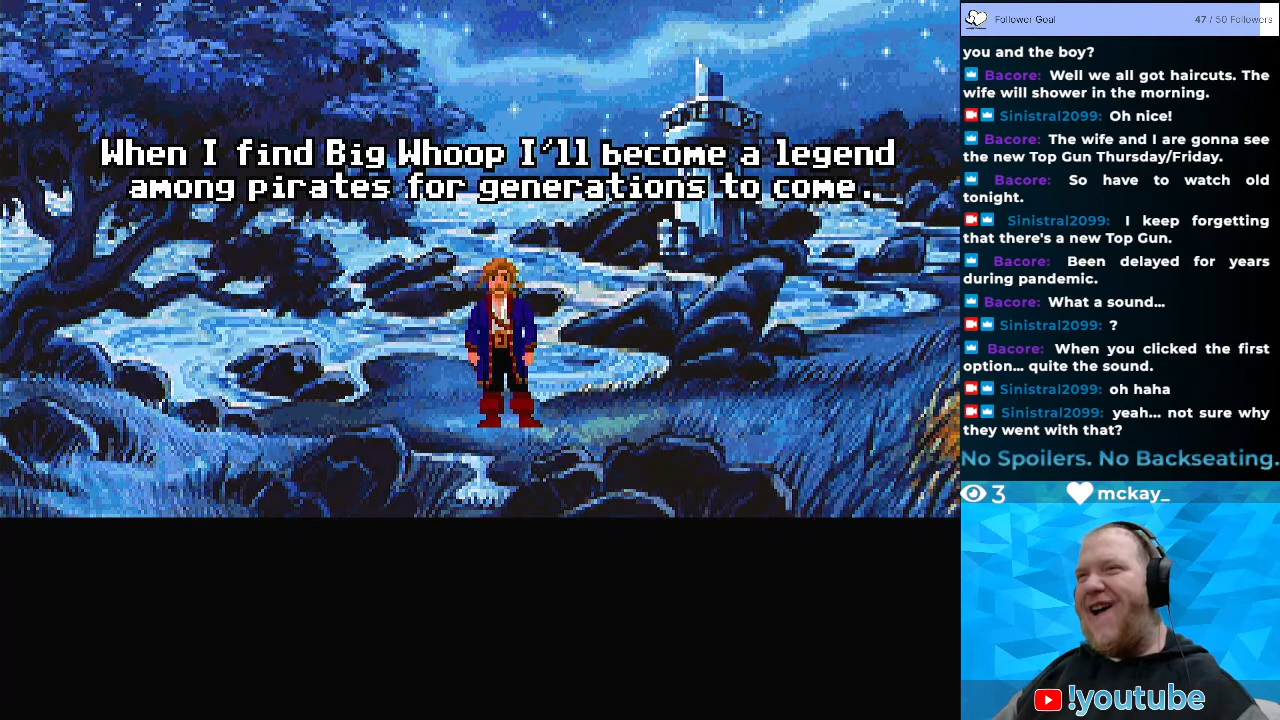 When I find Big Whoop I'll become a legend
among pirates for generations to come.
Follower Goal
47 / 50 Followers
you and the boy?
Bacore: Well we all got haircuts. The
wife will shower in the morning.
Sinistral2099: Oh nice!
Bacore: The wife and I are gonna see
the new Top Gun Thursday/Friday.
Bacore: So have to watch old
tonight.
Sinistral2099: I keep forgetting
that there's a new Top Gun.
Bacore: Been delayed for years
during pandemic.
Bacore: What a sound...
Sinistral2099: ?
Bacore: When you clicked the first
option... quite the sound.
Sinistral2099: oh haha
Sinistral2099: yeah... not sure why
they went with that?
No Spoilers. No Backseating.
3
mckay_
!youtube